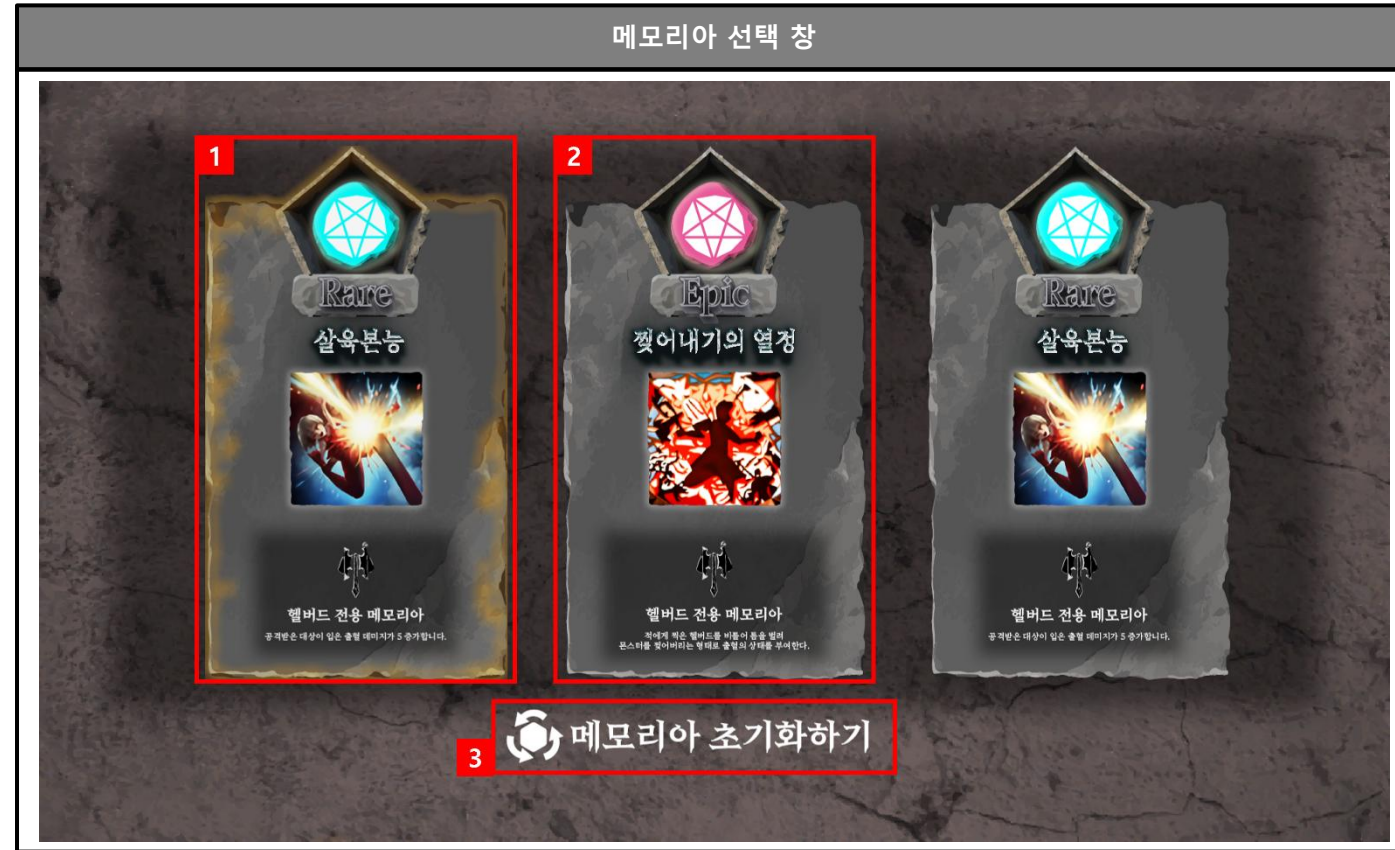 메모리아 선택 창
1
Rare
살육본능
헬버드 전용 메모리아
공격받은 대상이 입은 출혈 데미지가 5 증가합니다.
2
Epic
찢어내기의 열정
헬버드 전용 메모리아
적에게 찍은 헬버드를 비틀어 틈을 벌려
몬스터를 찢어버리는 형태로 출혈의 상태를 부여한다.
Rare
살육본능
헬버드 전용 메모리아
공격받은 대상이 입은 출혈 데미지가 5 증가합니다.
3
메모리아 초기화하기